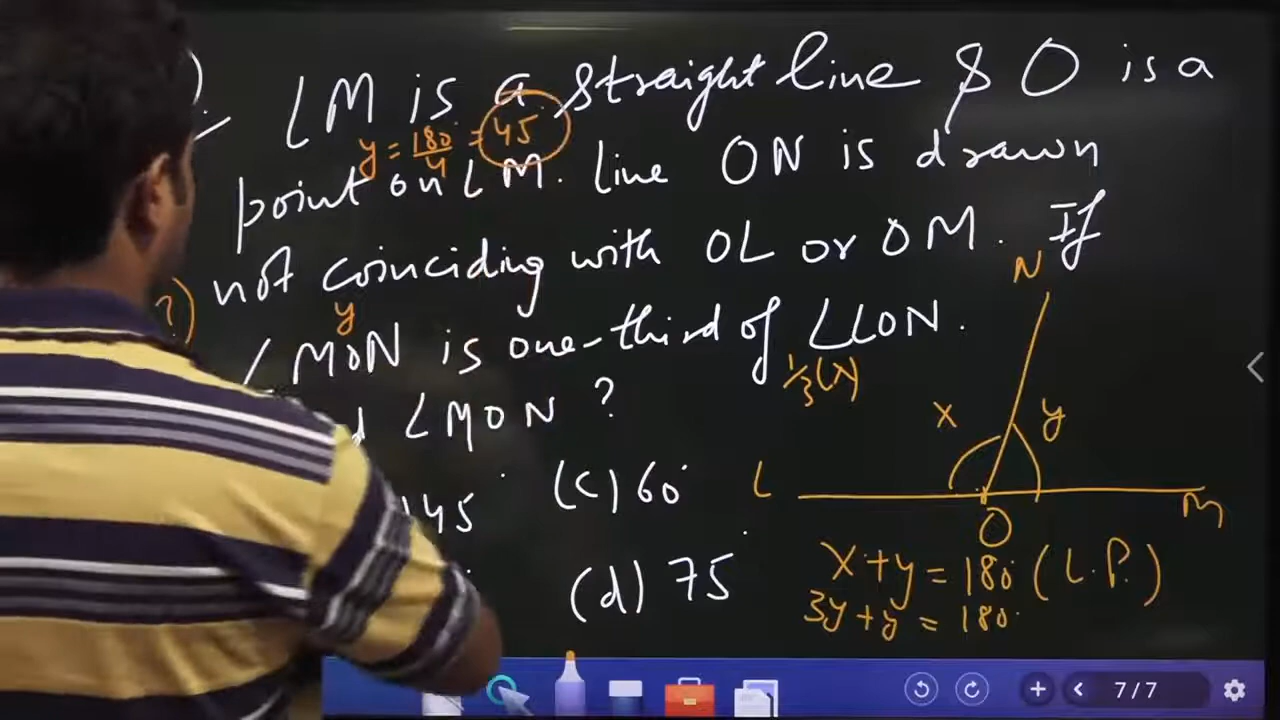 LM is a straight line & O is a
y = 180/4 = 45
point on LM. line ON is drawn
not coinciding with OL or OM. If
N
?)
y
∠MON is one-third of ∠LON.
1/3(x)
∠MON ?
x y
45° (c) 60°
L M
O
(d) 75°
x+y = 180° (L.P.)
3y+y = 180°
7/7